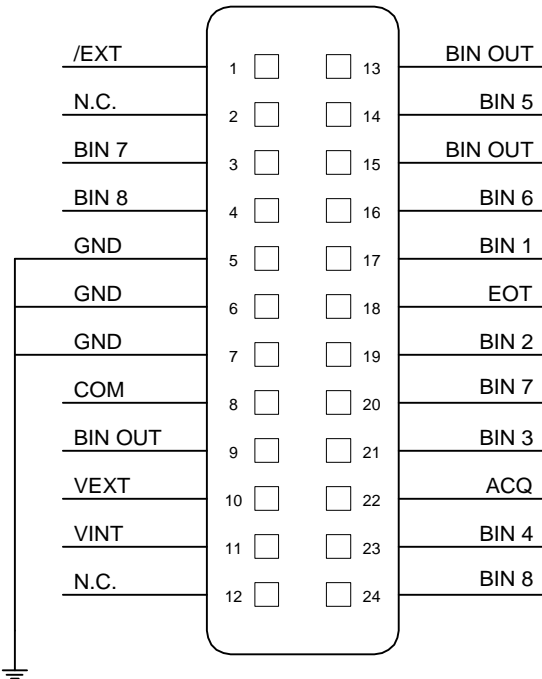 /EXT 1 13 BIN OUT
N.C. 2 14 BIN 5
BIN 7 3 15 BIN OUT
BIN 8 4 16 BIN 6
GND 5 17 BIN 1
GND 6 18 EOT
GND 7 19 BIN 2
COM 8 20 BIN 7
BIN OUT 9 21 BIN 3
VEXT 10 22 ACQ
VINT 11 23 BIN 4
N.C. 12 24 BIN 8